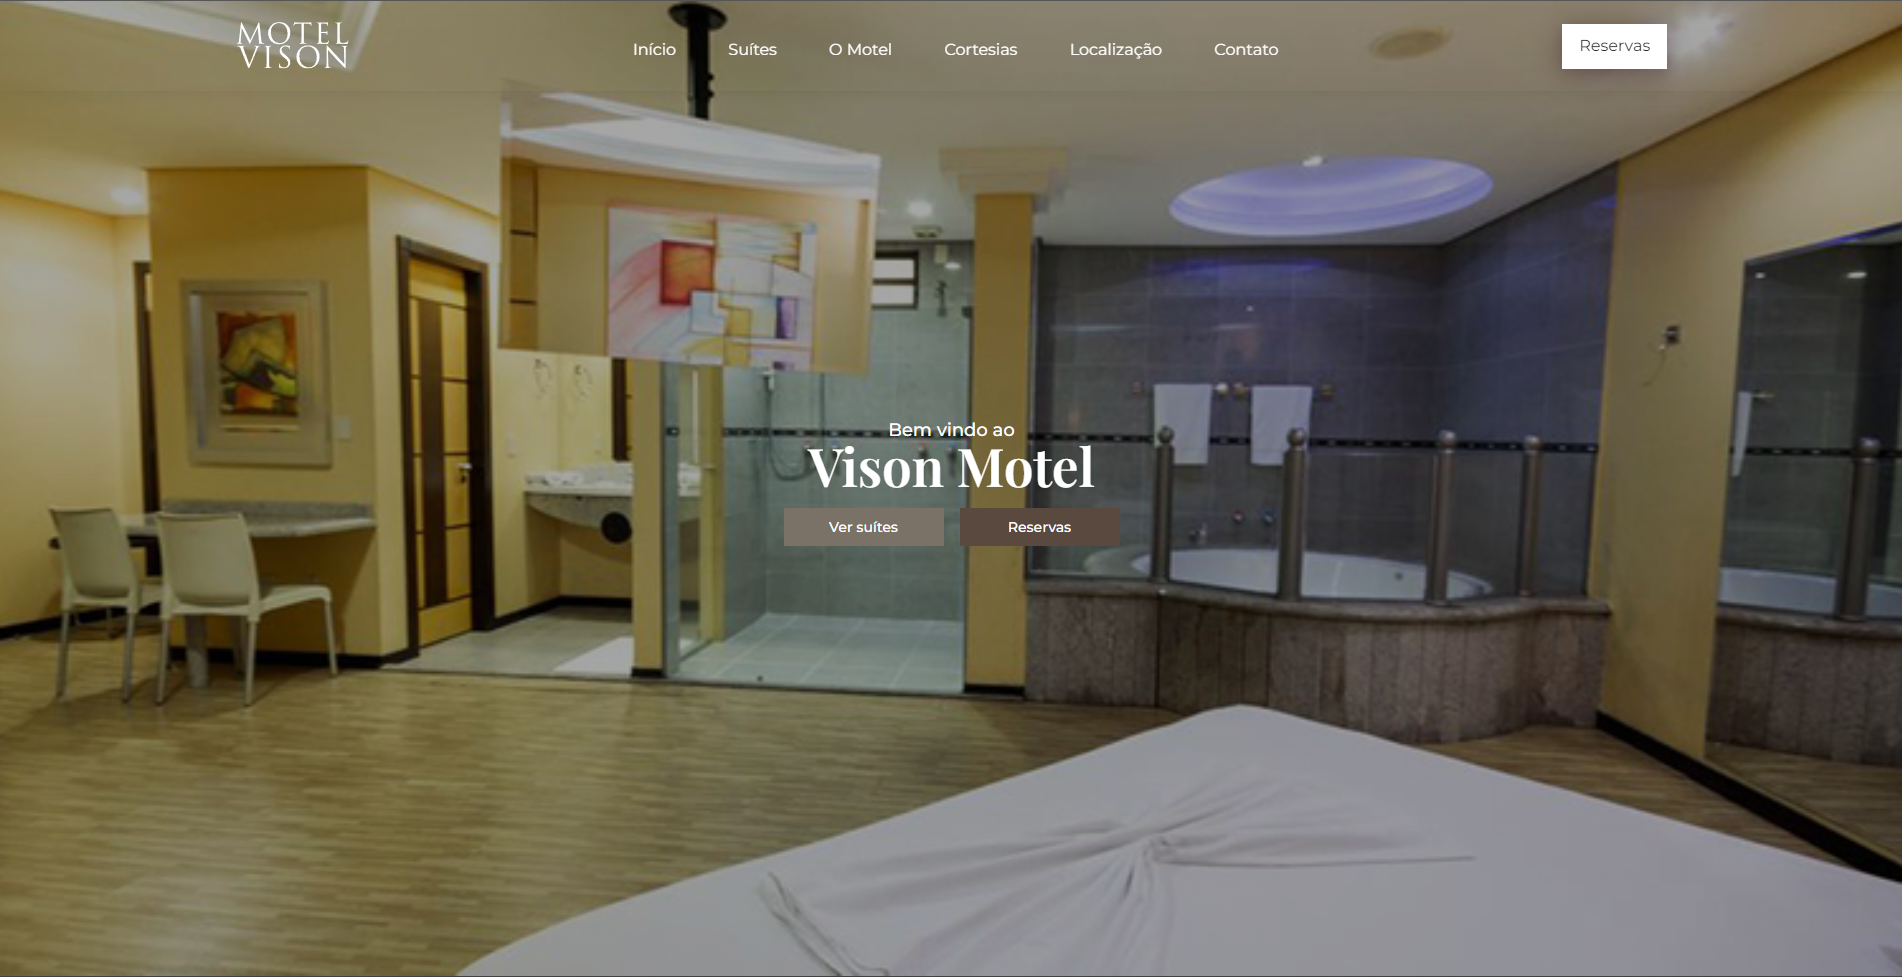 MOTEL
VISON
Início
Suítes
O Motel
Cortesias
Localização
Contato
Reservas
Bem vindo ao
Vison Motel
Ver suítes
Reservas